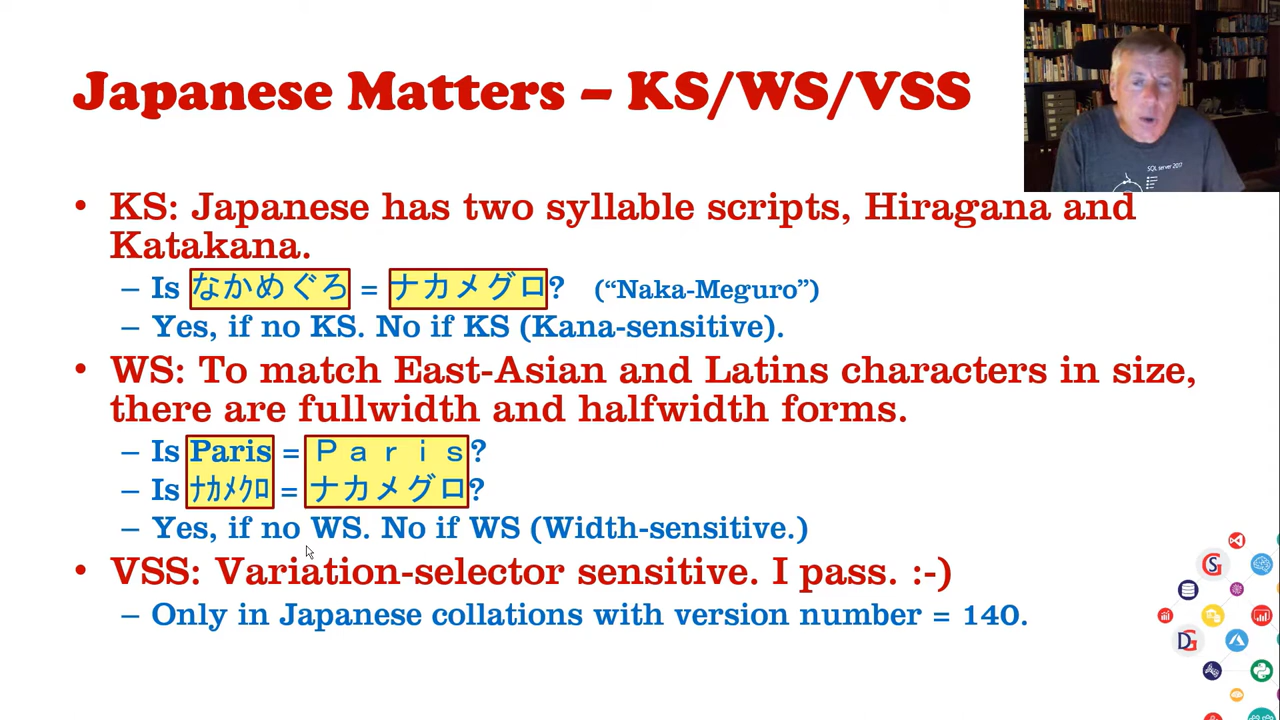 Japanese Matters – KS/WS/VSS
SQL server 2017
• KS: Japanese has two syllable scripts, Hiragana and
Katakana.
– Is なかめぐろ = ナカメグロ? (“Naka-Meguro”)
– Yes, if no KS. No if KS (Kana-sensitive).
• WS: To match East-Asian and Latins characters in size,
there are fullwidth and halfwidth forms.
– Is Paris = Ｐａｒｉｓ?
– Is ﾅｶﾒｸﾛ = ナカメグロ?
– Yes, if no WS. No if WS (Width-sensitive.)
• VSS: Variation-selector sensitive. I pass. :-)
– Only in Japanese collations with version number = 140.